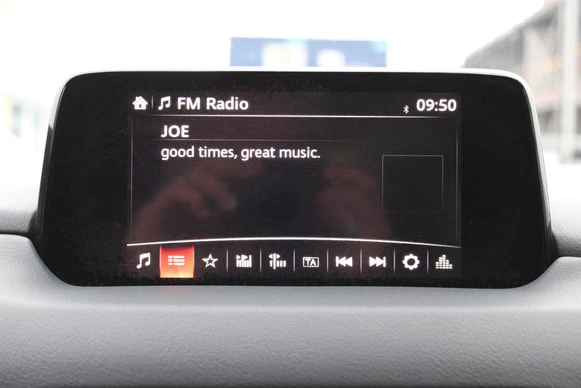 FM Radio 09:50
JOE
good times, great music.
TA